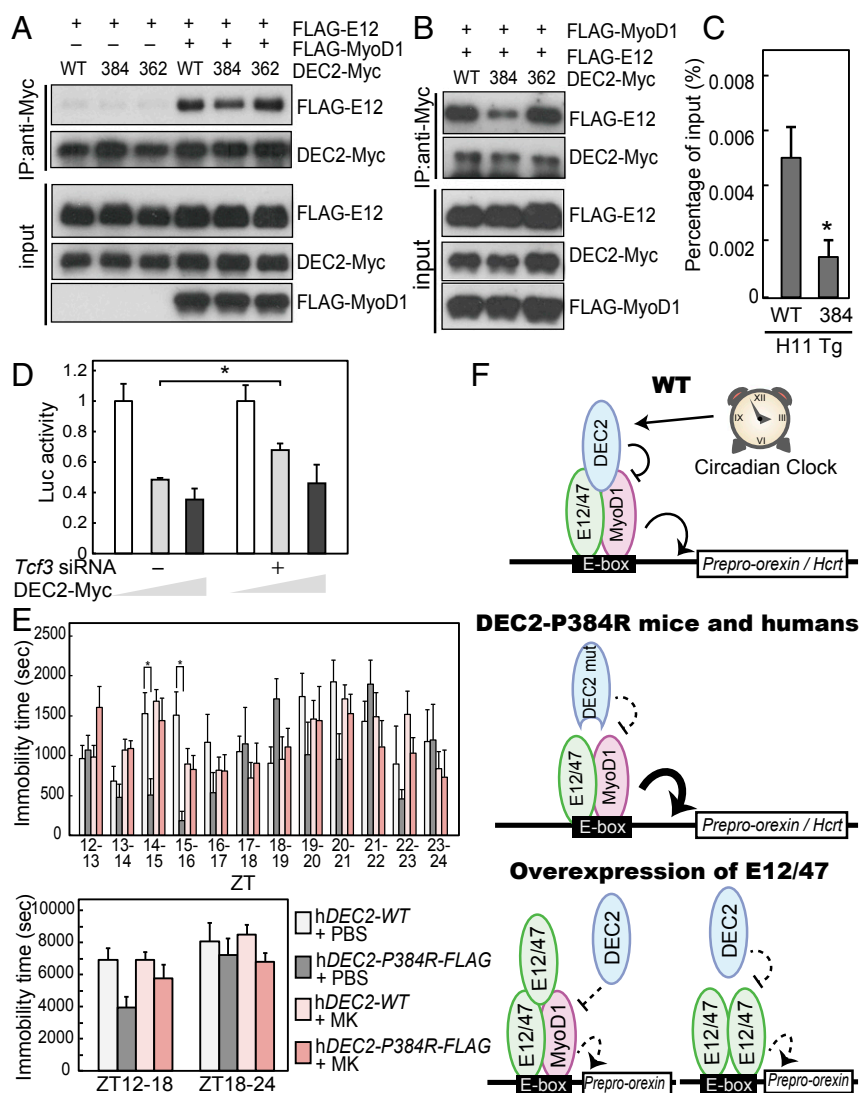 A
+ + + + + + FLAG-E12
– – – + + + FLAG-MyoD1
WT 384 362 WT 384 362 DEC2-Myc
IP:anti-Myc
FLAG-E12
DEC2-Myc
input
FLAG-E12
DEC2-Myc
FLAG-MyoD1
B
+ + + FLAG-MyoD1
+ + + FLAG-E12
WT 384 362 DEC2-Myc
IP:anti-Myc
FLAG-E12
DEC2-Myc
input
FLAG-E12
DEC2-Myc
FLAG-MyoD1
C
Percentage of input (%)
0.008
0.006
0.004
0.002
0
*
WT 384
H11 Tg
D
Luc activity
1.2
1
0.8
0.6
0.4
0.2
0
*
Tcf3 siRNA – +
DEC2-Myc
E
Immobility time (sec)
2500
2000
1500
1000
500
0
* *
12-13 13-14 14-15 15-16 16-17 17-18 18-19 19-20 20-21 21-22 22-23 23-24
ZT
Immobility time (sec)
10000
8000
6000
4000
2000
0
ZT12-18 ZT18-24
hDEC2-WT
+ PBS
hDEC2-P384R-FLAG
+ PBS
hDEC2-WT
+ MK
hDEC2-P384R-FLAG
+ MK
F
WT
XII
IX III
VI
Circadian Clock
DEC2
E12/47
MyoD1
E-box
Prepro-orexin / Hcrt
DEC2-P384R mice and humans
DEC2 mut
E12/47
MyoD1
E-box
Prepro-orexin / Hcrt
Overexpression of E12/47
DEC2
E12/47
E12/47
MyoD1
E-box
Prepro-orexin
DEC2
E12/47
E12/47
E-box
Prepro-orexin